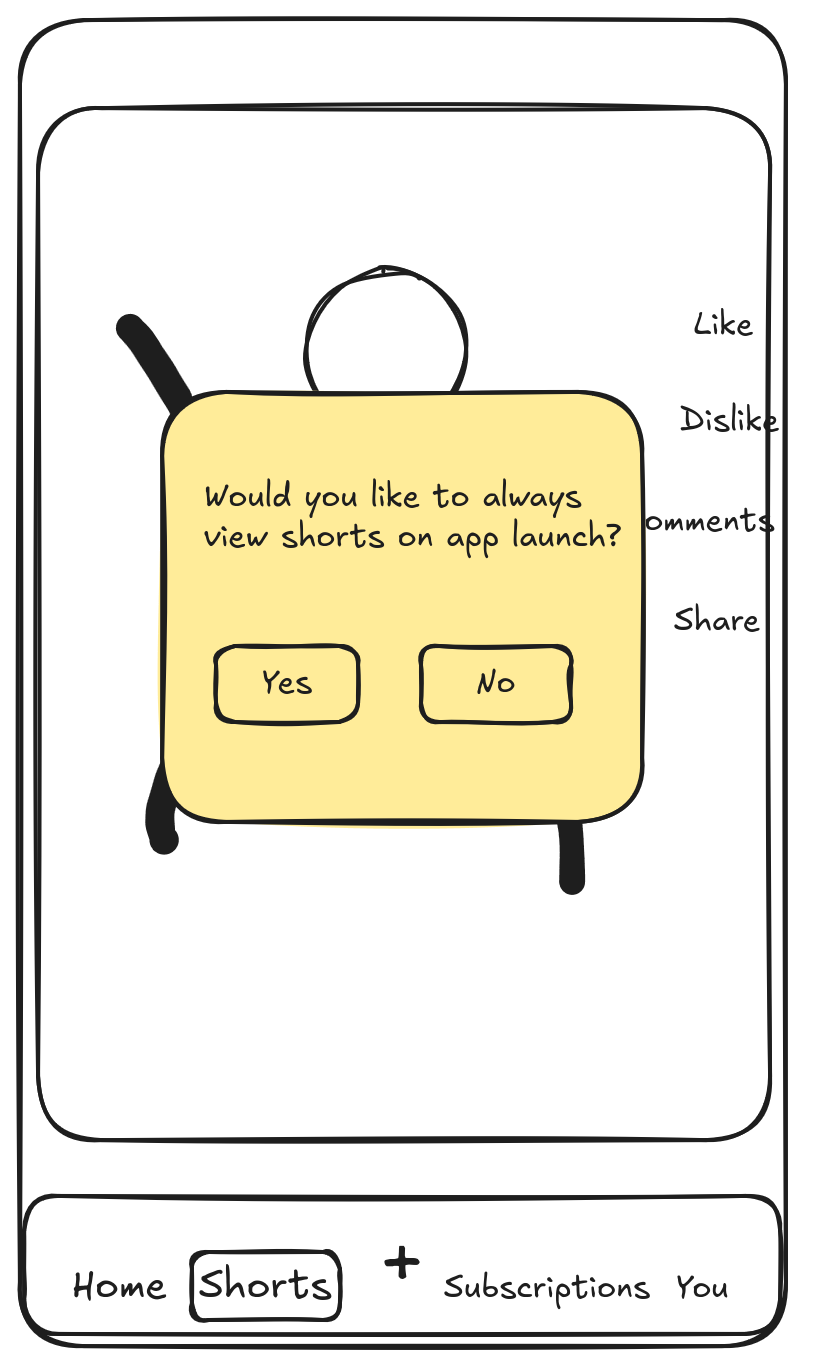 Like
Dislike
Would you like to always
view shorts on app launch?
omments
Share
Yes
No
Home
Shorts
+
Subscriptions
You